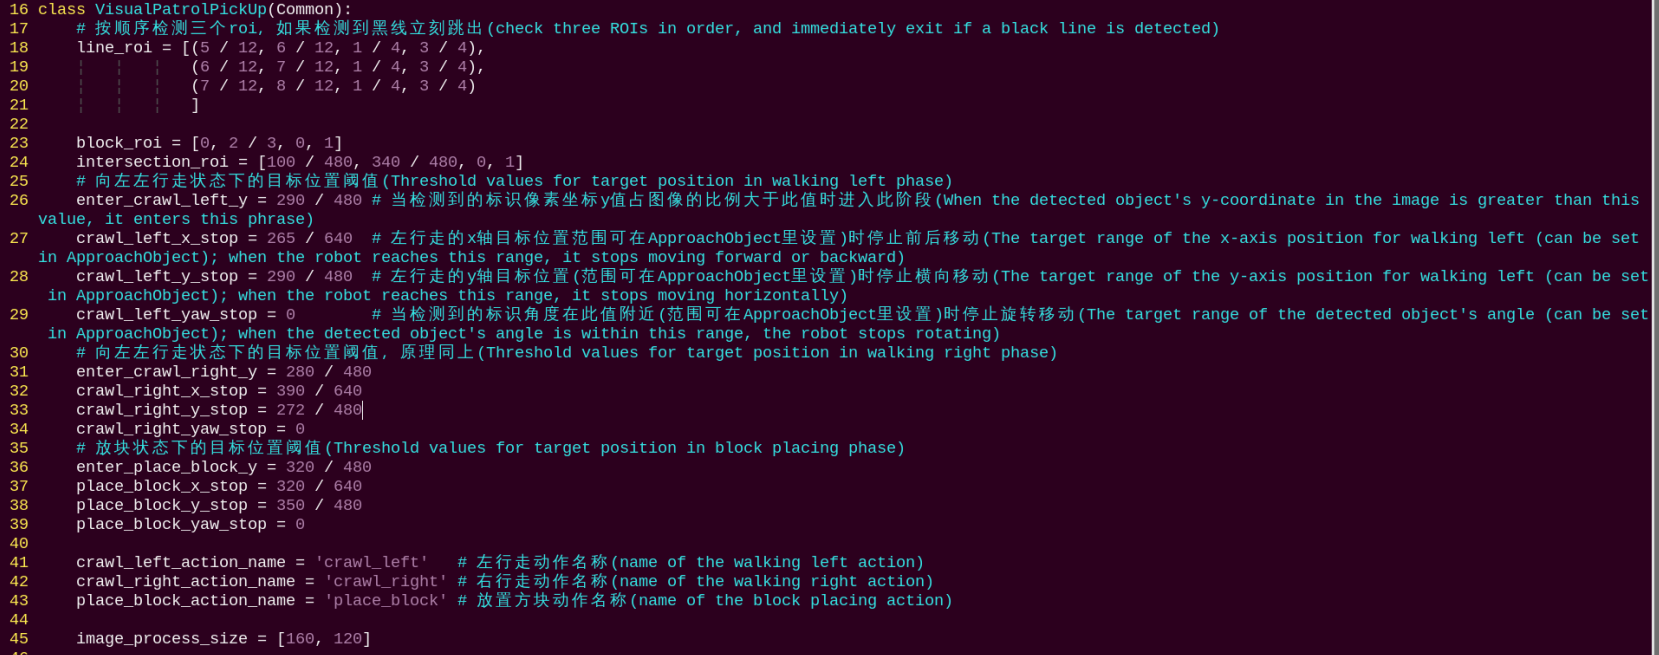 16 class VisualPatrolPickUp(Common):
17     # 按顺序检测三个roi, 如果检测到黑线立刻跳出(check three ROIs in order, and immediately exit if a black line is detected)
18     line_roi = [(5 / 12, 6 / 12, 1 / 4, 3 / 4),
19                 (6 / 12, 7 / 12, 1 / 4, 3 / 4),
20                 (7 / 12, 8 / 12, 1 / 4, 3 / 4)
21                 ]
22
23     block_roi = [0, 2 / 3, 0, 1]
24     intersection_roi = [100 / 480, 340 / 480, 0, 1]
25     # 向左左行走状态下的目标位置阈值(Threshold values for target position in walking left phase)
26     enter_crawl_left_y = 290 / 480 # 当检测到的标识像素坐标y值占图像的比例大于此值时进入此阶段(When the detected object's y-coordinate in the image is greater than this
value, it enters this phrase)
27     crawl_left_x_stop = 265 / 640  # 左行走的x轴目标位置范围可在ApproachObject里设置)时停止前后移动(The target range of the x-axis position for walking left (can be set
in ApproachObject); when the robot reaches this range, it stops moving forward or backward)
28     crawl_left_y_stop = 290 / 480  # 左行走的y轴目标位置(范围可在ApproachObject里设置)时停止横向移动(The target range of the y-axis position for walking left (can be set
in ApproachObject); when the robot reaches this range, it stops moving horizontally)
29     crawl_left_yaw_stop = 0        # 当检测到的标识角度在此值附近(范围可在ApproachObject里设置)时停止旋转移动(The target range of the detected object's angle (can be set
in ApproachObject); when the detected object's angle is within this range, the robot stops rotating)
30     # 向左左行走状态下的目标位置阈值, 原理同上(Threshold values for target position in walking right phase)
31     enter_crawl_right_y = 280 / 480
32     crawl_right_x_stop = 390 / 640
33     crawl_right_y_stop = 272 / 480
34     crawl_right_yaw_stop = 0
35     # 放块状态下的目标位置阈值(Threshold values for target position in block placing phase)
36     enter_place_block_y = 320 / 480
37     place_block_x_stop = 320 / 640
38     place_block_y_stop = 350 / 480
39     place_block_yaw_stop = 0
40
41     crawl_left_action_name = 'crawl_left'   # 左行走动作名称(name of the walking left action)
42     crawl_right_action_name = 'crawl_right' # 右行走动作名称(name of the walking right action)
43     place_block_action_name = 'place_block' # 放置方块动作名称(name of the block placing action)
44
45     image_process_size = [160, 120]